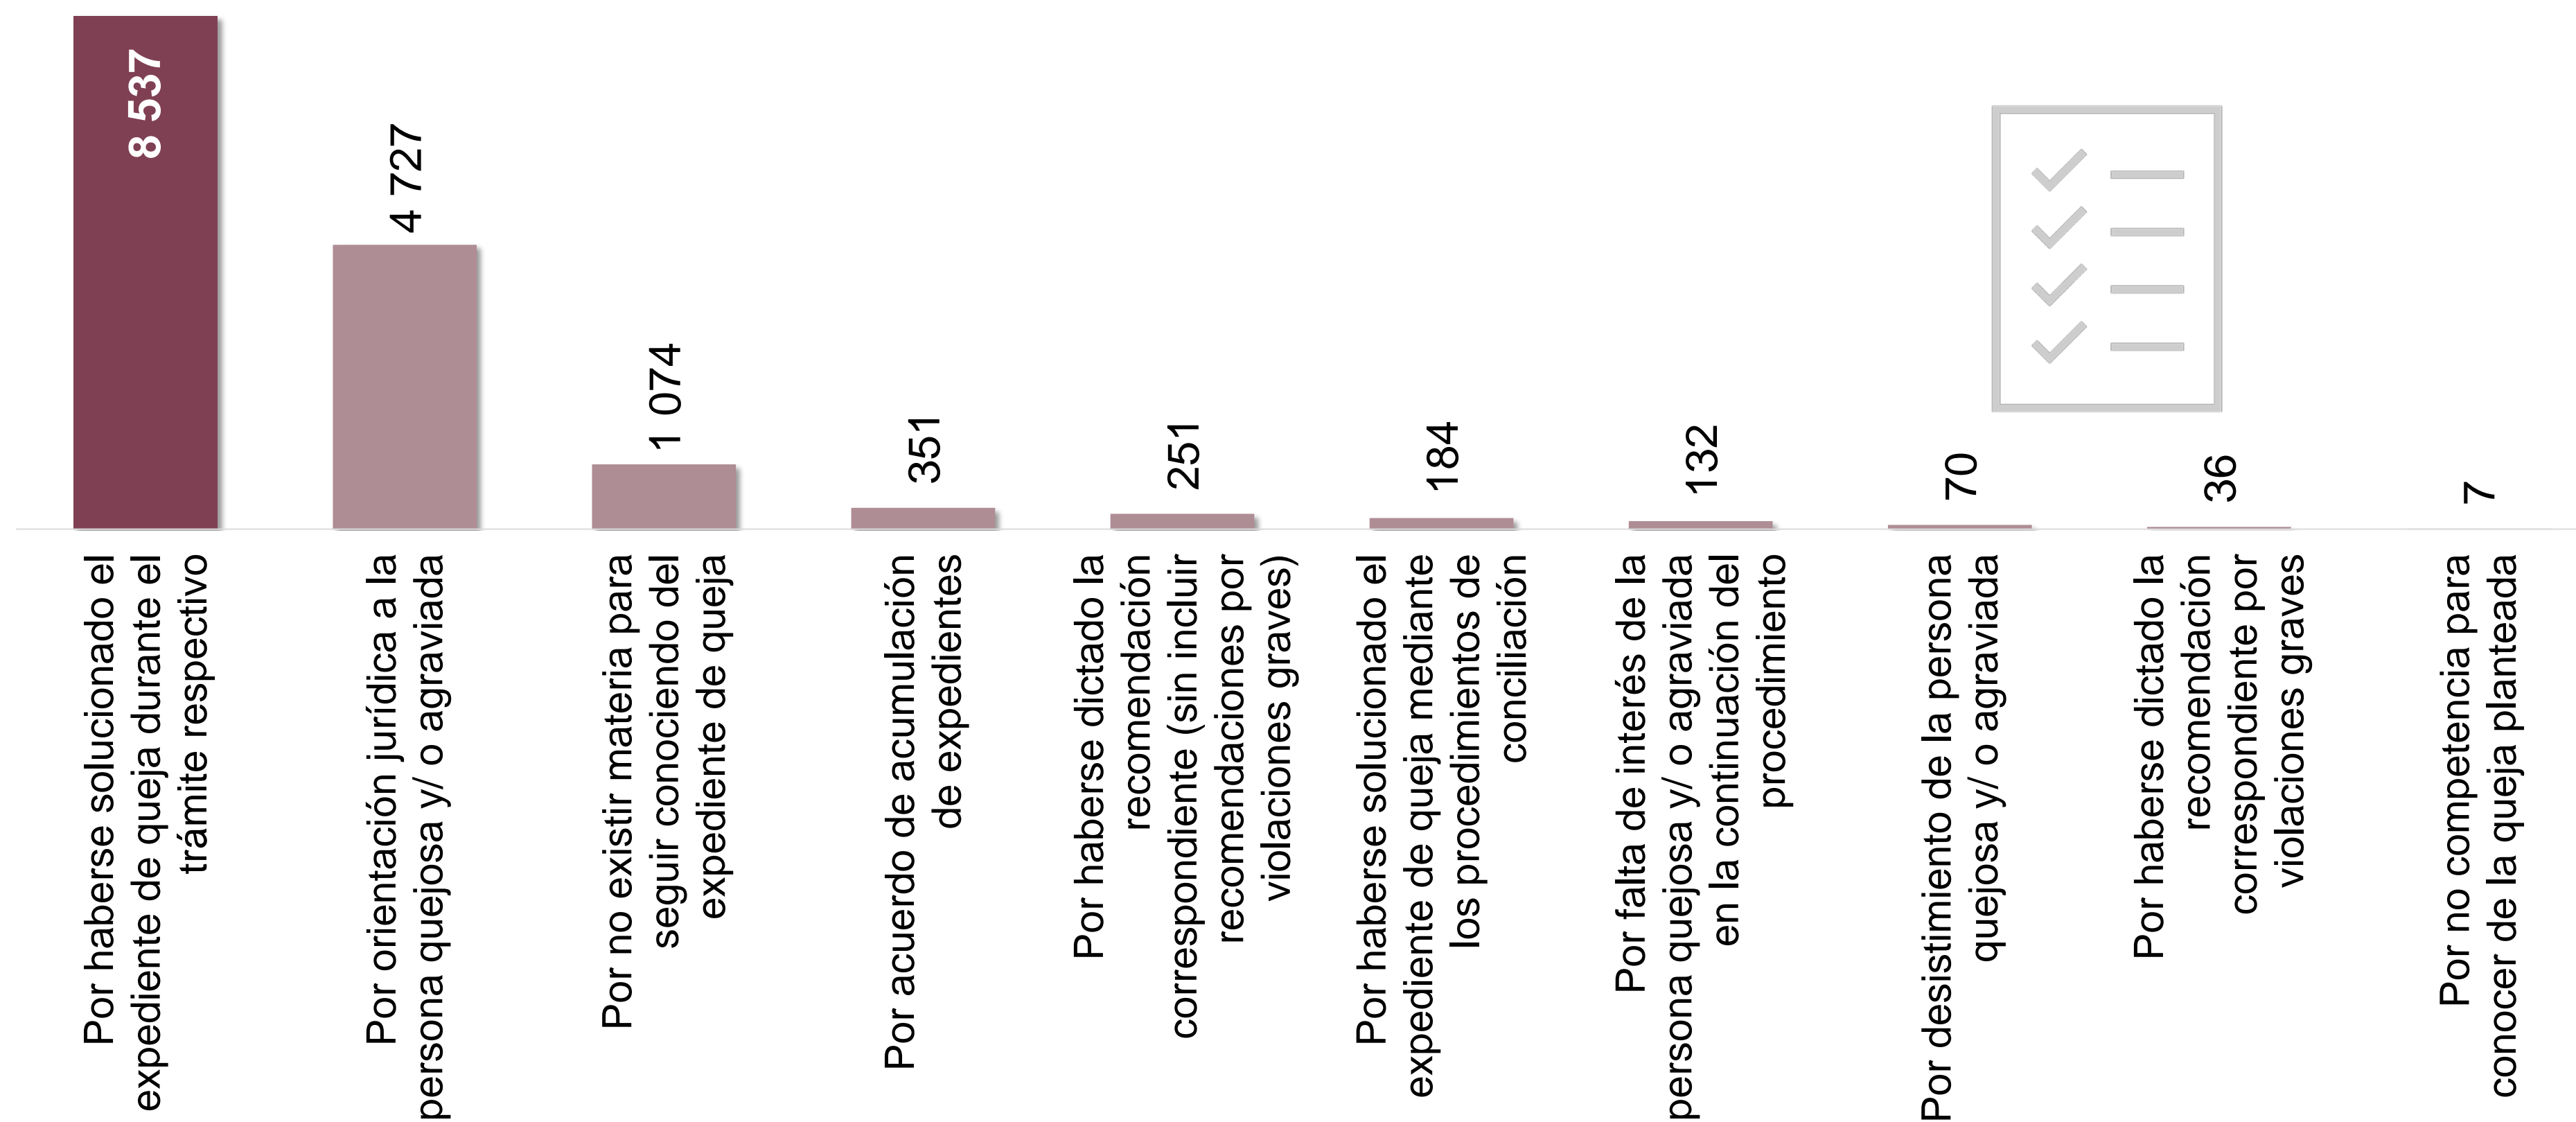 8 537
4 727
1 074
351
251
184
132
70
36
7
Por haberse solucionado el
expediente de queja durante el
trámite respectivo
Por orientación jurídica a la
persona quejosa y/ o agraviada
Por no existir materia para
seguir conociendo del
expediente de queja
Por acuerdo de acumulación
de expedientes
Por haberse dictado la
recomendación
correspondiente (sin incluir
recomendaciones por
violaciones graves)
Por haberse solucionado el
expediente de queja mediante
los procedimientos de
conciliación
Por falta de interés de la
persona quejosa y/ o agraviada
en la continuación del
procedimiento
Por desistimiento de la persona
quejosa y/ o agraviada
Por haberse dictado la
recomendación
correspondiente por
violaciones graves
Por no competencia para
conocer de la queja planteada